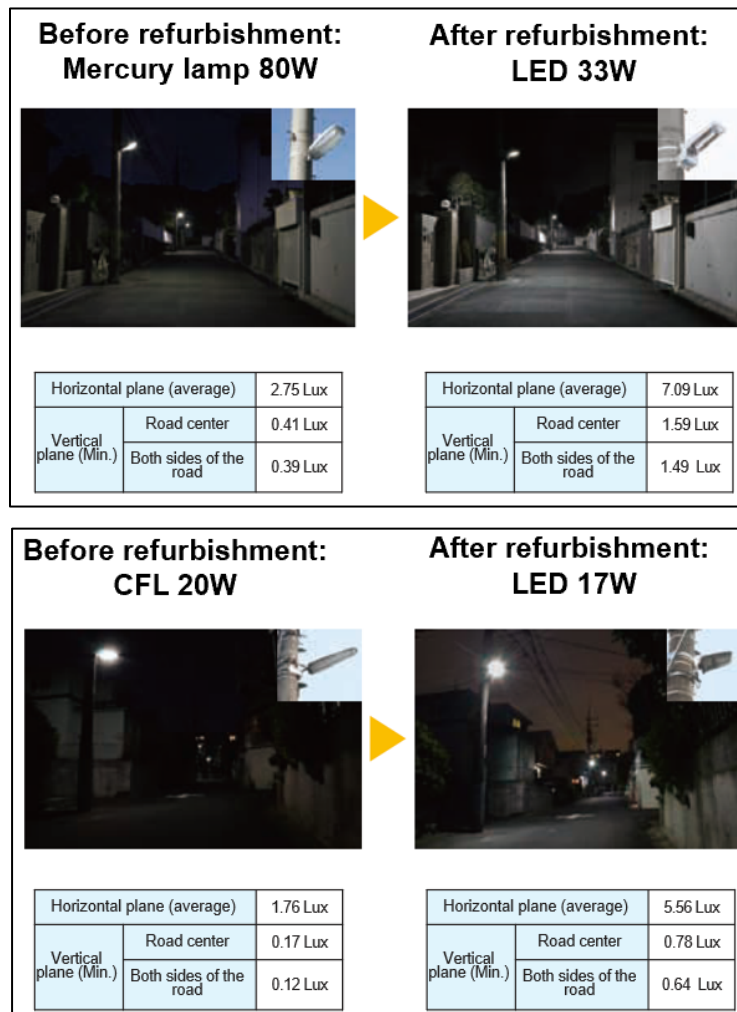 Before refurbishment:
Mercury lamp 80W
After refurbishment:
LED 33W
Horizontal plane (average) 2.75 Lux
Vertical
plane (Min.)
Road center 0.41 Lux
Both sides of the
road
0.39 Lux
Horizontal plane (average) 7.09 Lux
Vertical
plane (Min.)
Road center 1.59 Lux
Both sides of the
road
1.49 Lux
Before refurbishment:
CFL 20W
After refurbishment:
LED 17W
Horizontal plane (average) 1.76 Lux
Vertical
plane (Min.)
Road center 0.17 Lux
Both sides of the
road
0.12 Lux
Horizontal plane (average) 5.56 Lux
Vertical
plane (Min.)
Road center 0.78 Lux
Both sides of the
road
0.64 Lux